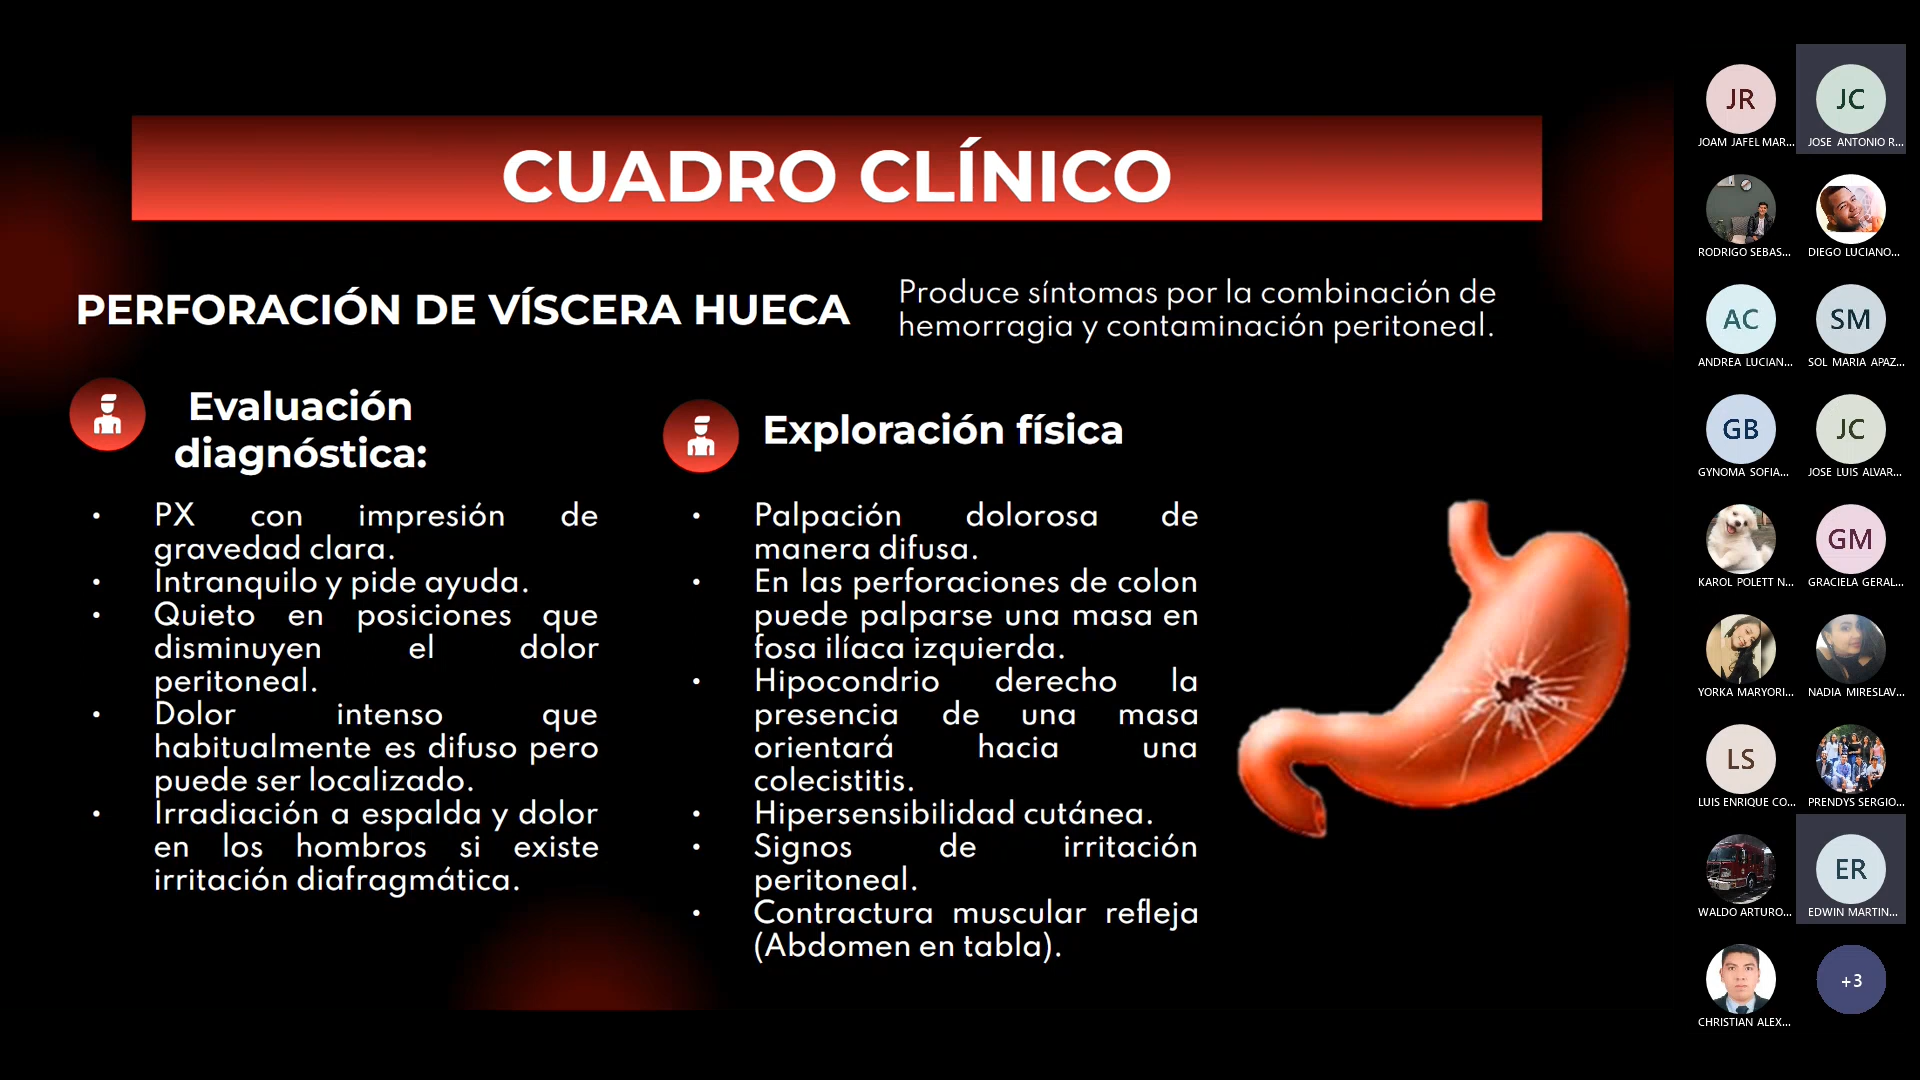 CUADRO CLÍNICO
PERFORACIÓN DE VÍSCERA HUECA
Produce síntomas por la combinación de
hemorragia y contaminación peritoneal.
Evaluación
diagnóstica:
• PX con impresión de
gravedad clara.
• Intranquilo y pide ayuda.
• Quieto en posiciones que
disminuyen el dolor
peritoneal.
• Dolor intenso que
habitualmente es difuso pero
puede ser localizado.
• Irradiación a espalda y dolor
en los hombros si existe
irritación diafragmática.
Exploración física
• Palpación dolorosa de
manera difusa.
• En las perforaciones de colon
puede palparse una masa en
fosa ilíaca izquierda.
• Hipocondrio derecho la
presencia de una masa
orientará hacia una
colecistitis.
• Hipersensibilidad cutánea.
• Signos de irritación
peritoneal.
• Contractura muscular refleja
(Abdomen en tabla).
JR
JOAM JAFEL MAR...
JC
JOSE ANTONIO R...
RODRIGO SEBAS...
DIEGO LUCIANO...
AC
ANDREA LUCIAN...
SM
SOL MARIA APAZ...
GB
GYNOMA SOFIA...
JC
JOSE LUIS ALVAR...
KAROL POLETT N...
GM
GRACIELA GERAL...
YORKA MARYORI...
NADIA MIRESLAV...
LS
LUIS ENRIQUE CO...
PRENDYS SERGIO...
WALDO ARTURO...
ER
EDWIN MARTIN...
CHRISTIAN ALEX...
+3